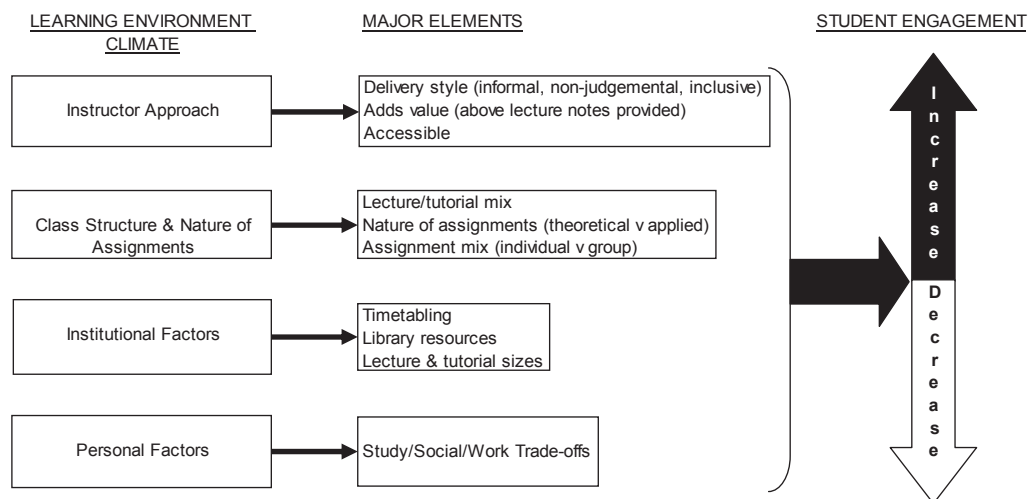 LEARNING ENVIRONMENT
CLIMATE
MAJOR ELEMENTS
STUDENT ENGAGEMENT
Instructor Approach
Delivery style (informal, non-judgemental, inclusive)
Adds value (above lecture notes provided)
Accessible
Class Structure & Nature of
Assignments
Lecture/tutorial mix
Nature of assignments (theoretical v applied)
Assignment mix (individual v group)
Institutional Factors
Timetabling
Library resources
Lecture & tutorial sizes
Personal Factors
Study/Social/Work Trade-offs
Increase
Decrease